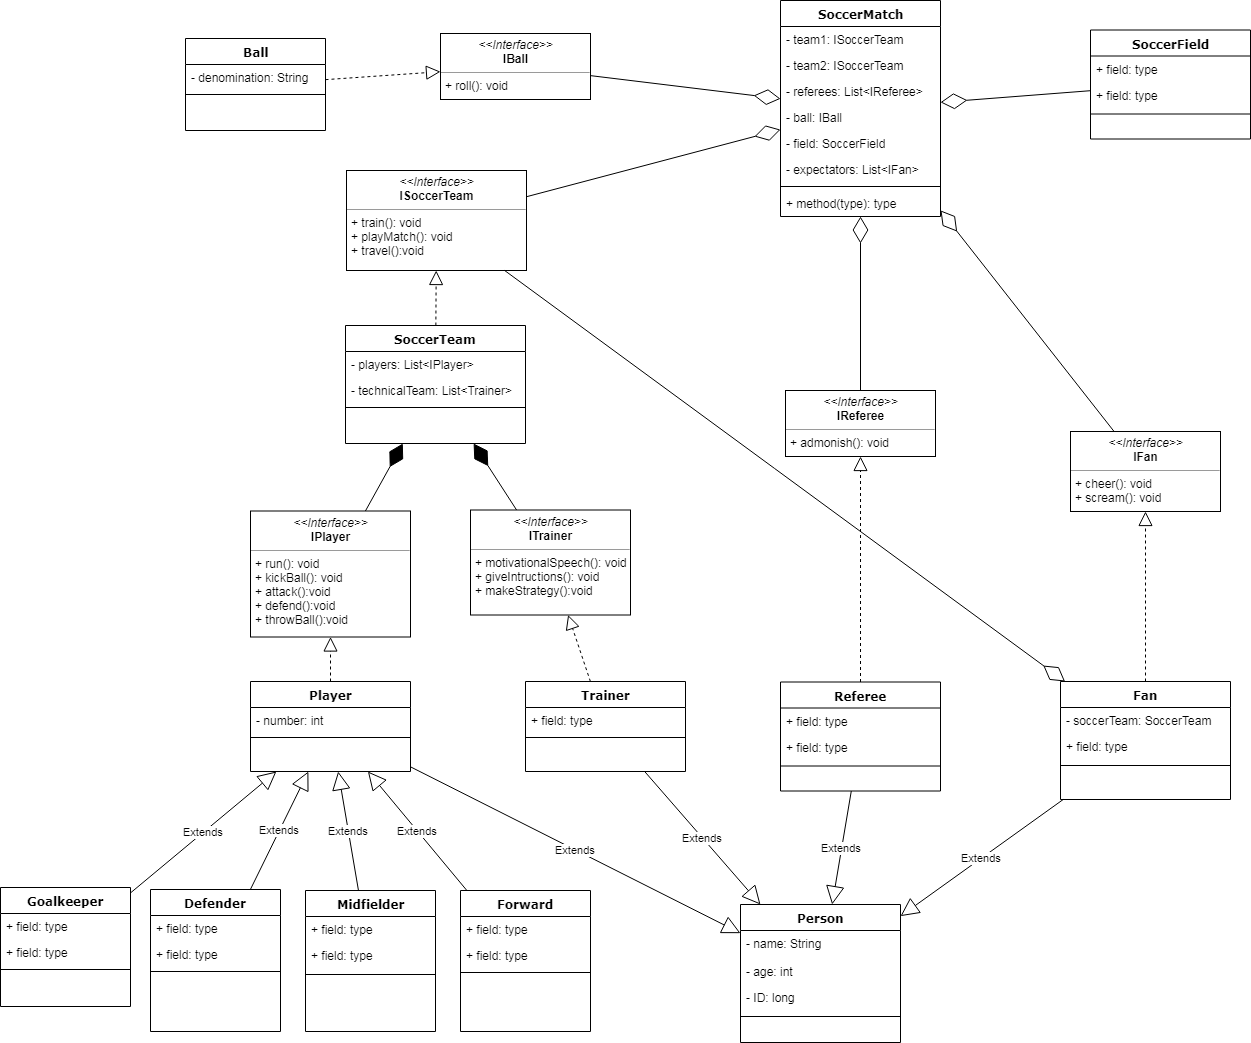 SoccerMatch
- team1: ISoccerTeam
- team2: ISoccerTeam
- referees: List<IReferee>
- ball: IBall
- field: SoccerField
- expectators: List<IFan>
+ method(type): type
Ball
- denomination: String
<<Interface>>
IBall
+ roll(): void
SoccerField
+ field: type
+ field: type
<<Interface>>
ISoccerTeam
+ train(): void
+ playMatch(): void
+ travel():void
SoccerTeam
- players: List<IPlayer>
- technicalTeam: List<Trainer>
<<Interface>>
IReferee
+ admonish(): void
<<Interface>>
IFan
+ cheer(): void
+ scream(): void
<<Interface>>
IPlayer
+ run(): void
+ kickBall(): void
+ attack():void
+ defend():void
+ throwBall():void
<<Interface>>
ITrainer
+ motivationalSpeech(): void
+ giveIntructions(): void
+ makeStrategy():void
Player
- number: int
Trainer
+ field: type
Referee
+ field: type
+ field: type
Fan
- soccerTeam: SoccerTeam
+ field: type
Extends
Extends
Extends
Extends
Extends
Extends
Extends
Extends
Goalkeeper
+ field: type
+ field: type
Defender
+ field: type
+ field: type
Midfielder
+ field: type
+ field: type
Forward
+ field: type
+ field: type
Person
- name: String
- age: int
- ID: long